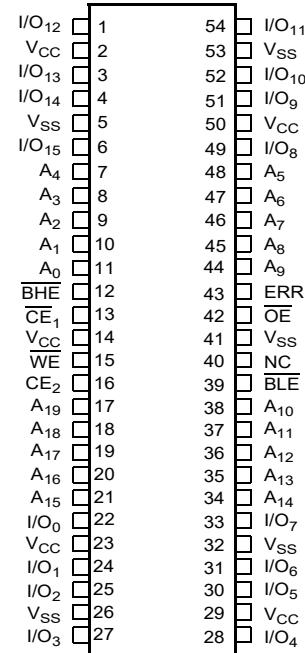 I/O12 1 54 I/O11
VCC 2 53 VSS
I/O13 3 52 I/O10
I/O14 4 51 I/O9
VSS 5 50 VCC
I/O15 6 49 I/O8
A4 7 48 A5
A3 8 47 A6
A2 9 46 A7
A1 10 45 A8
A0 11 44 A9
BHE 12 43 ERR
CE1 13 42 OE
VCC 14 41 VSS
WE 15 40 NC
CE2 16 39 BLE
A19 17 38 A10
A18 18 37 A11
A17 19 36 A12
A16 20 35 A13
A15 21 34 A14
I/O0 22 33 I/O7
VCC 23 32 VSS
I/O1 24 31 I/O6
I/O2 25 30 I/O5
VSS 26 29 VCC
I/O3 27 28 I/O4